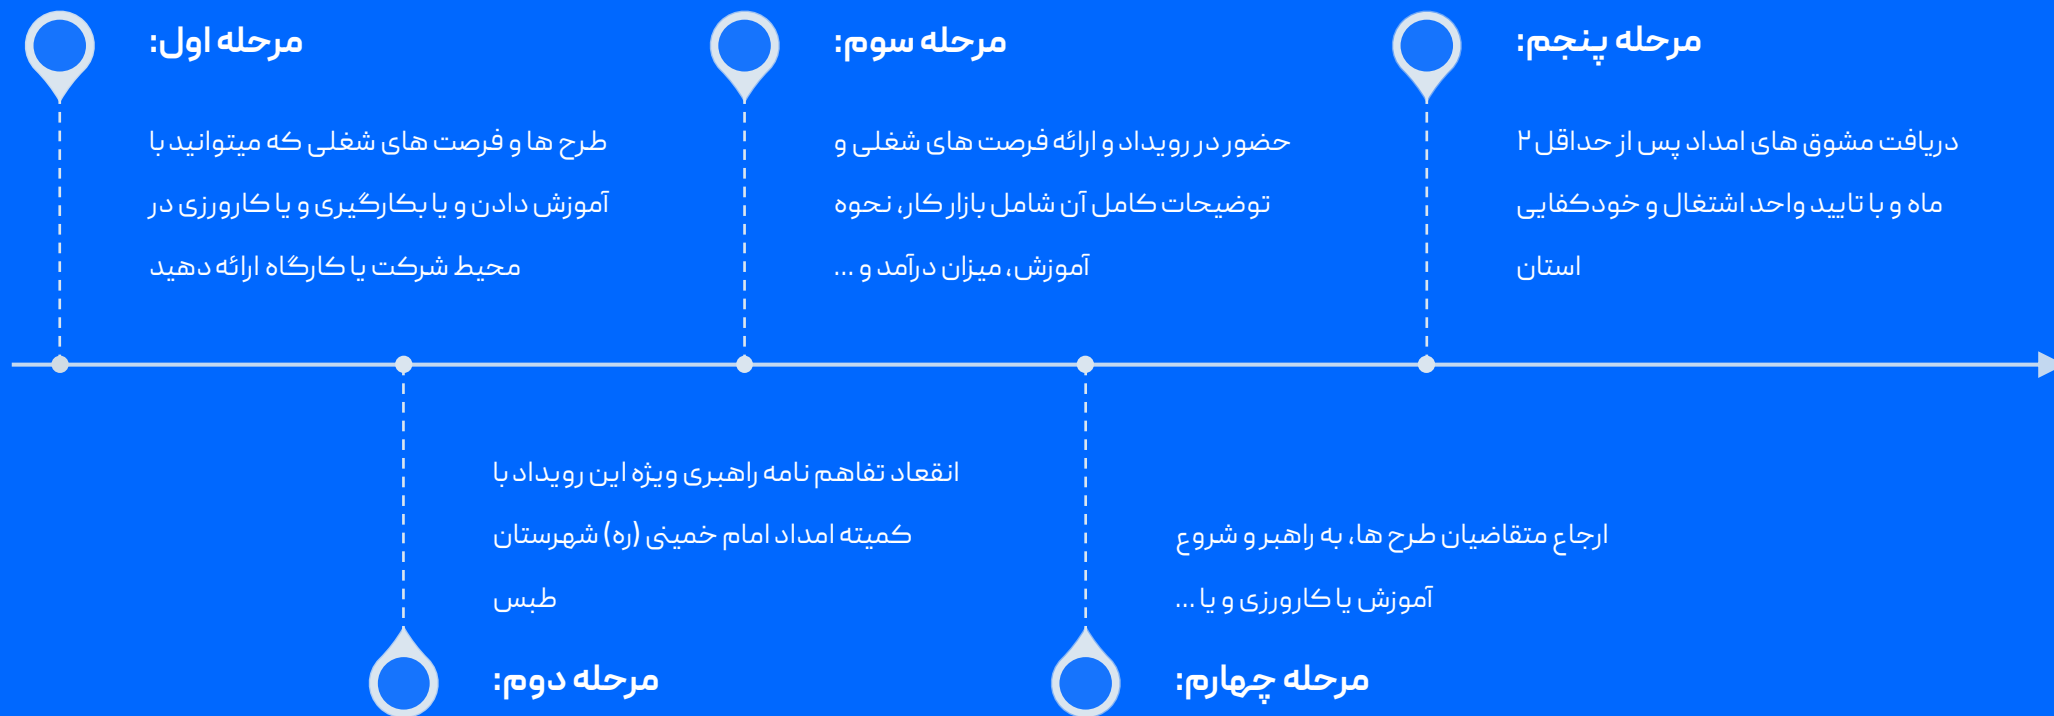 مرحله اول:
طرح ها و فرصت های شغلی که میتوانید با
آموزش دادن و یا بکارگیری و یا کارورزی در
محیط شرکت یا کارگاه ارائه دهید
انقعاد تفاهم نامه راهبری ویژه این رویداد با
کمیته امداد امام خمینی (ره) شهرستان
طبس
مرحله دوم:
مرحله سوم:
حضور در رویداد و ارائه فرصت های شغلی و
توضیحات کامل آن شامل بازار کار، نحوه
آموزش، میزان درآمد و ...
ارجاع متقاضیان طرح ها، به راهبر و شروع
آموزش یا کارورزی و یا ...
مرحله چهارم:
مرحله پنجم:
دریافت مشوق های امداد پس از حداقل ۲
ماه و با تایید واحد اشتغال و خودکفایی
استان